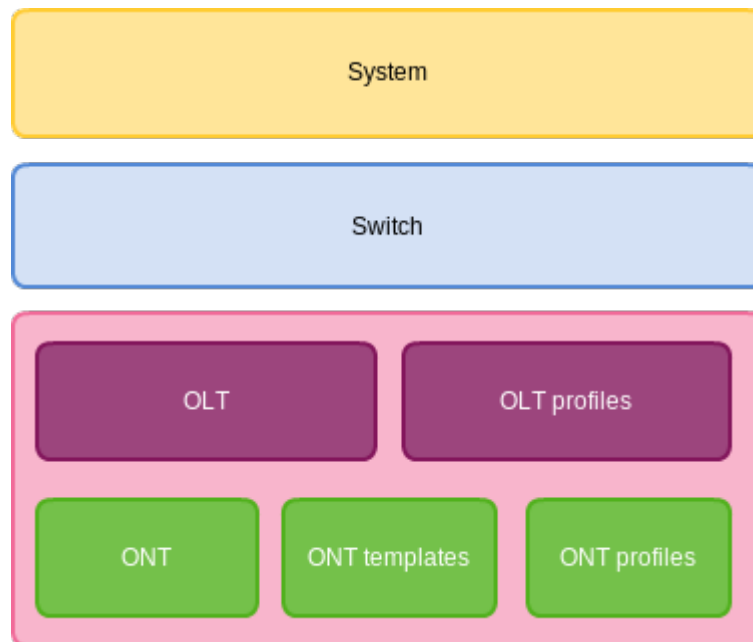 System
Switch
OLT
OLT profiles
ONT
ONT templates
ONT profiles